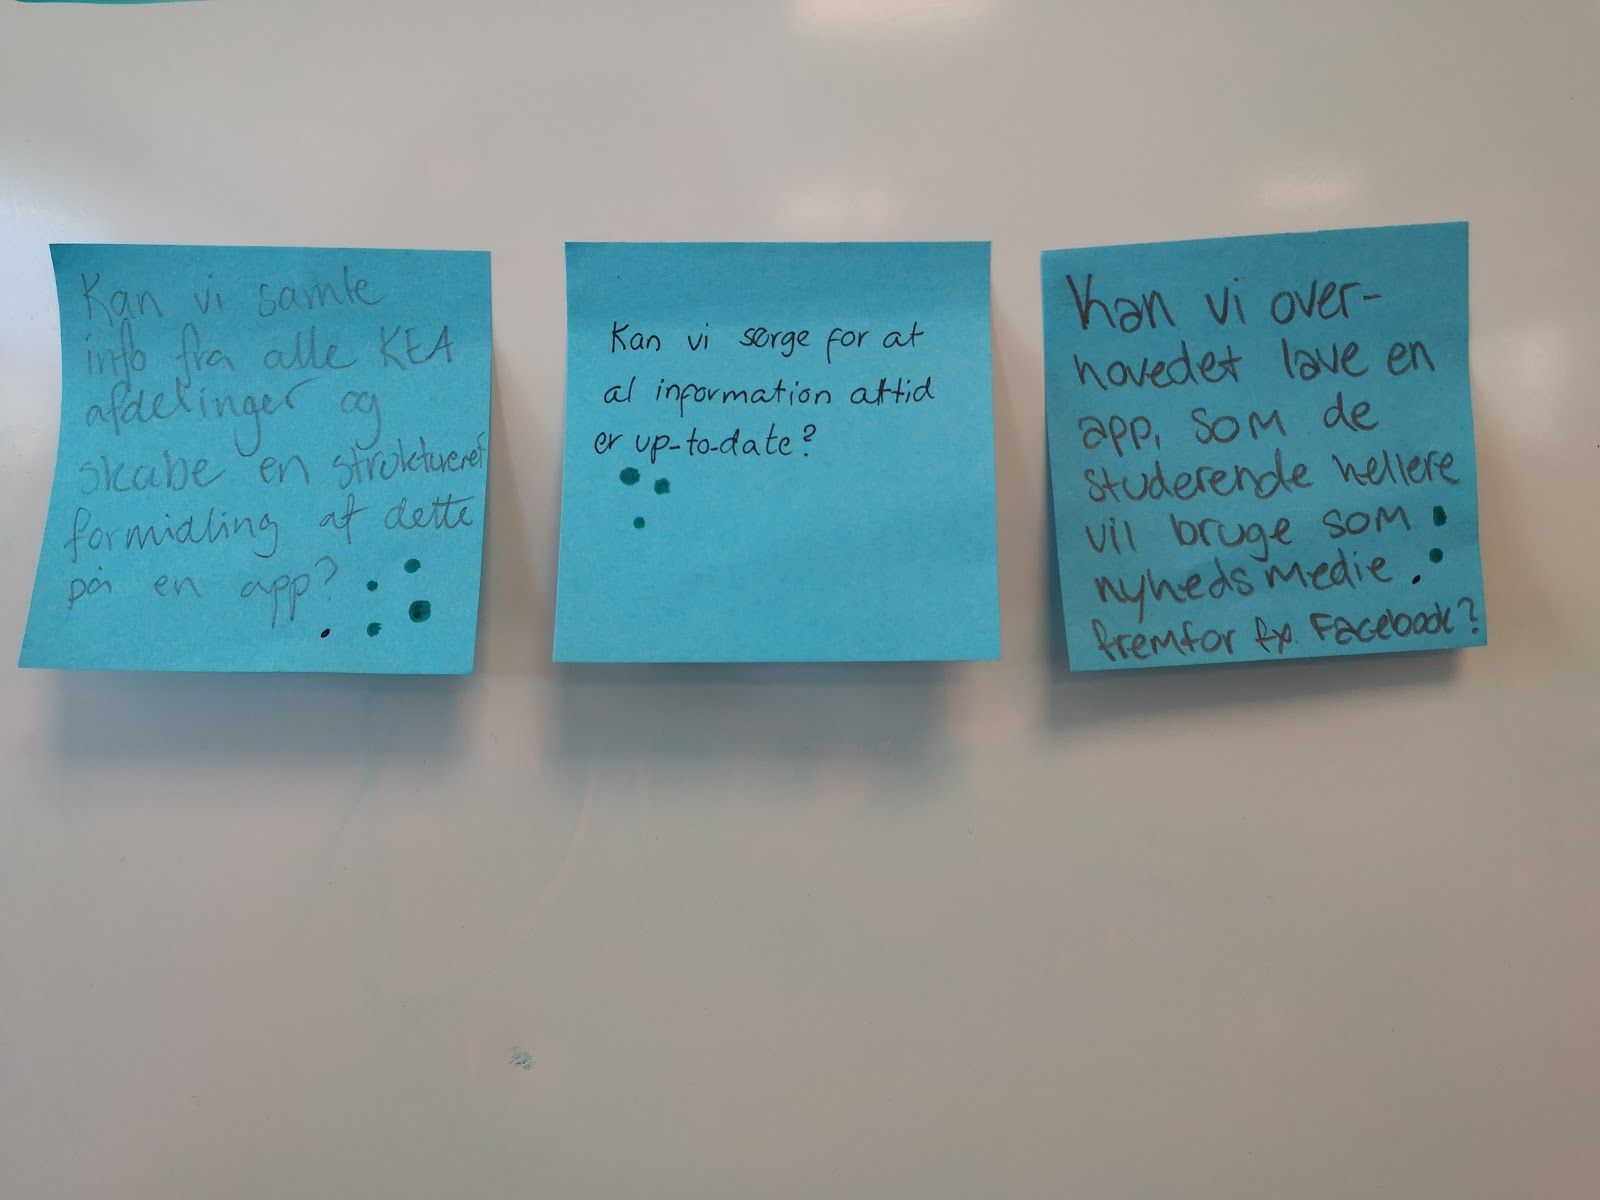 Kan vi samle
info fra alle KEA
afdelinger og
skabe en struktureret
formidling af dette
på en app?
Kan vi sørge for at
al information altid
er up-to-date?
Kan vi over-
hovedet lave en
app, som de
studerende hellere
vil bruge som
nyhedsmedie
fremfor fx. Facebook?